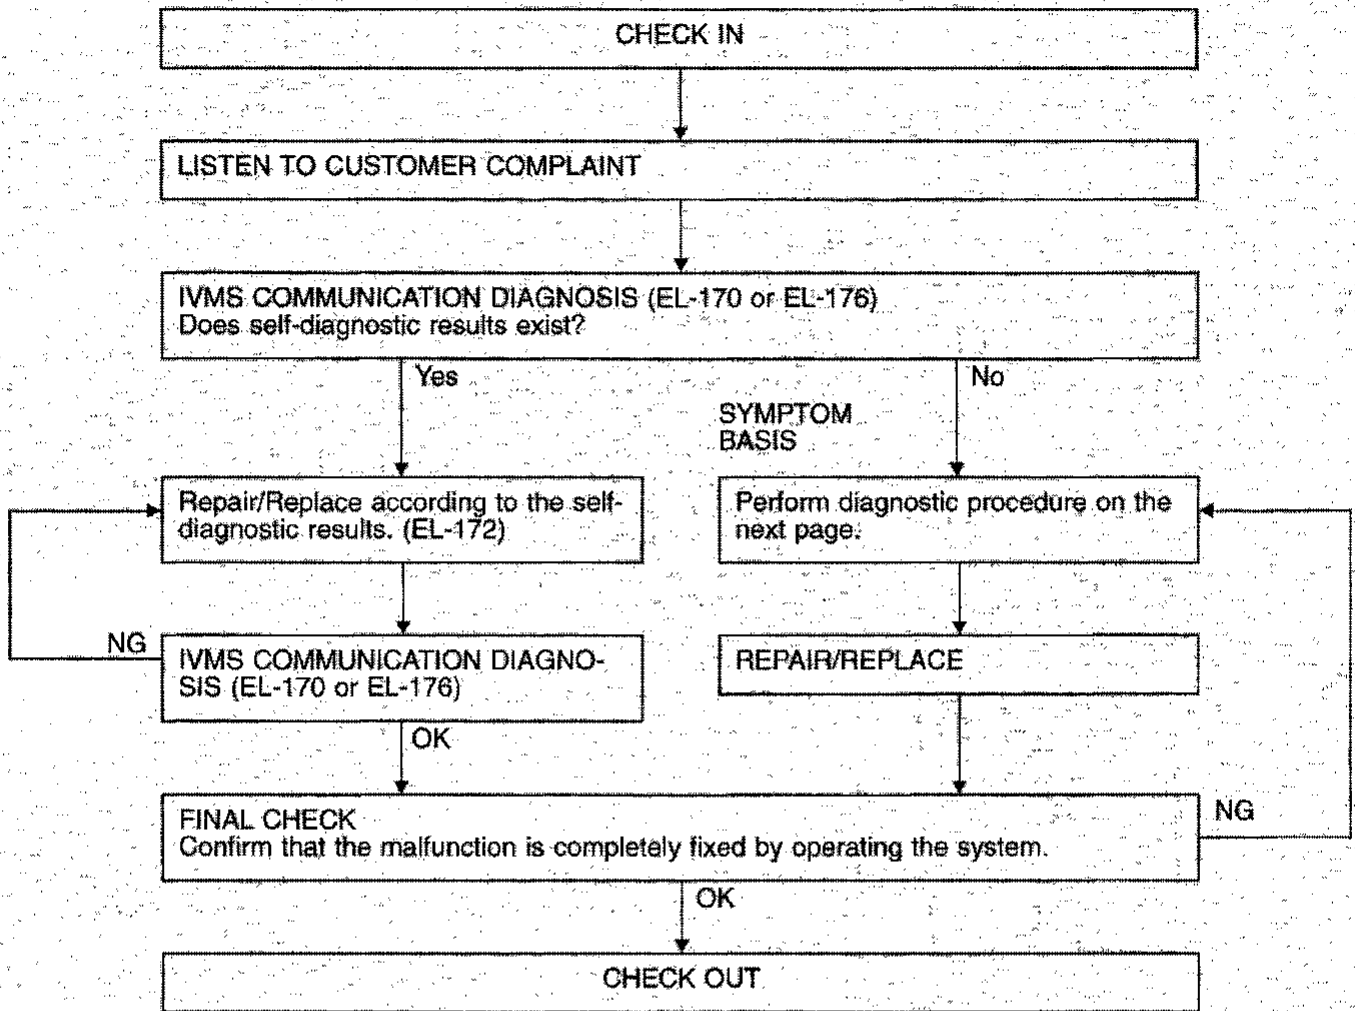 CHECK IN
LISTEN TO CUSTOMER COMPLAINT
IVMS COMMUNICATION DIAGNOSIS (EL-170 or EL-176)
Does self-diagnostic results exist?
Yes
No
SYMPTOM
BASIS
Repair/Replace according to the self-
diagnostic results. (EL-172)
Perform diagnostic procedure on the
next page.
NG
IVMS COMMUNICATION DIAGNO-
SIS (EL-170 or EL-176)
REPAIR/REPLACE
OK
FINAL CHECK
Confirm that the malfunction is completely fixed by operating the system.
NG
OK
CHECK OUT